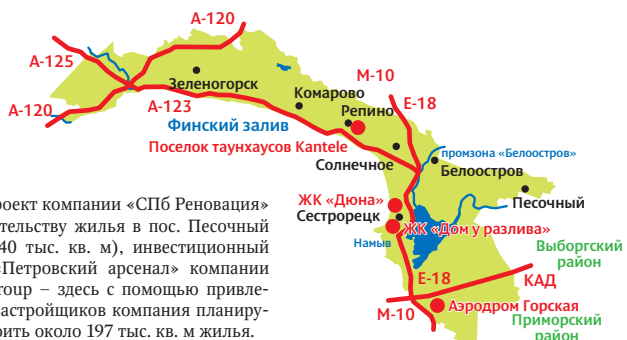 А-120
А-125
М-10
Зеленогорск
Е-18
Комарово
А-120
А-123
Репино
Финский залив
Поселок таунхаусов Kantele
промзона «Белоостров»
Солнечное
Белоостров
ЖК «Дюна»
Песочный
Сестрорецк
ЖК «Дом у разлива»
Намыв
Выборгский
район
Е-18
КАД
М-10
Аэродром Горская
Приморский
район
роект компании «СПб Реновация»
тельству жилья в пос. Песочный
40 тыс. кв. м), инвестиционный
Петровский арсенал» компании
roup – здесь с помощью привле-
астройщиков компания планиру-
рить около 197 тыс. кв. м жилья.